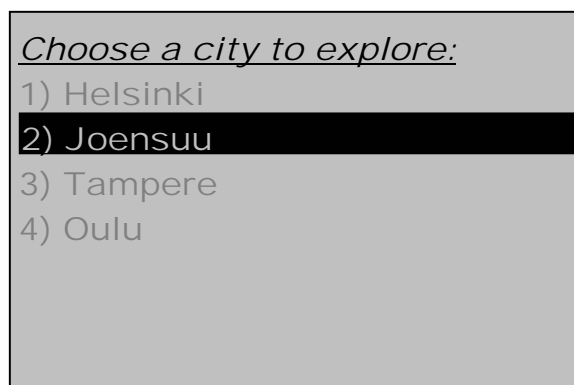 Choose a city to explore:
1) Helsinki
2) Joensuu
3) Tampere
4) Oulu